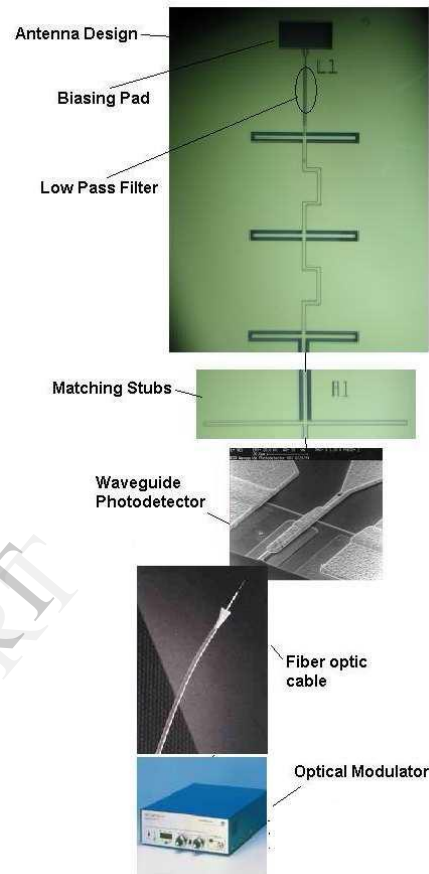 Antenna Design
L1
Biasing Pad
Low Pass Filter
Matching Stubs
A1
Waveguide
Photodetector
Fiber optic
cable
Optical Modulator